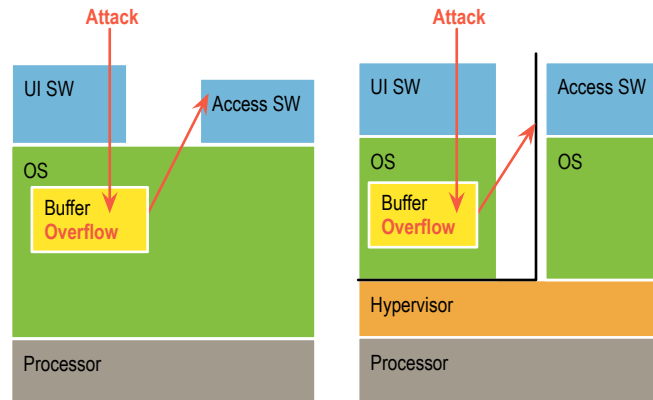 Attack
UI SW
Access SW
OS
Buffer
Overflow
Processor
Attack
UI SW
Access SW
OS
OS
Buffer
Overflow
Hypervisor
Processor